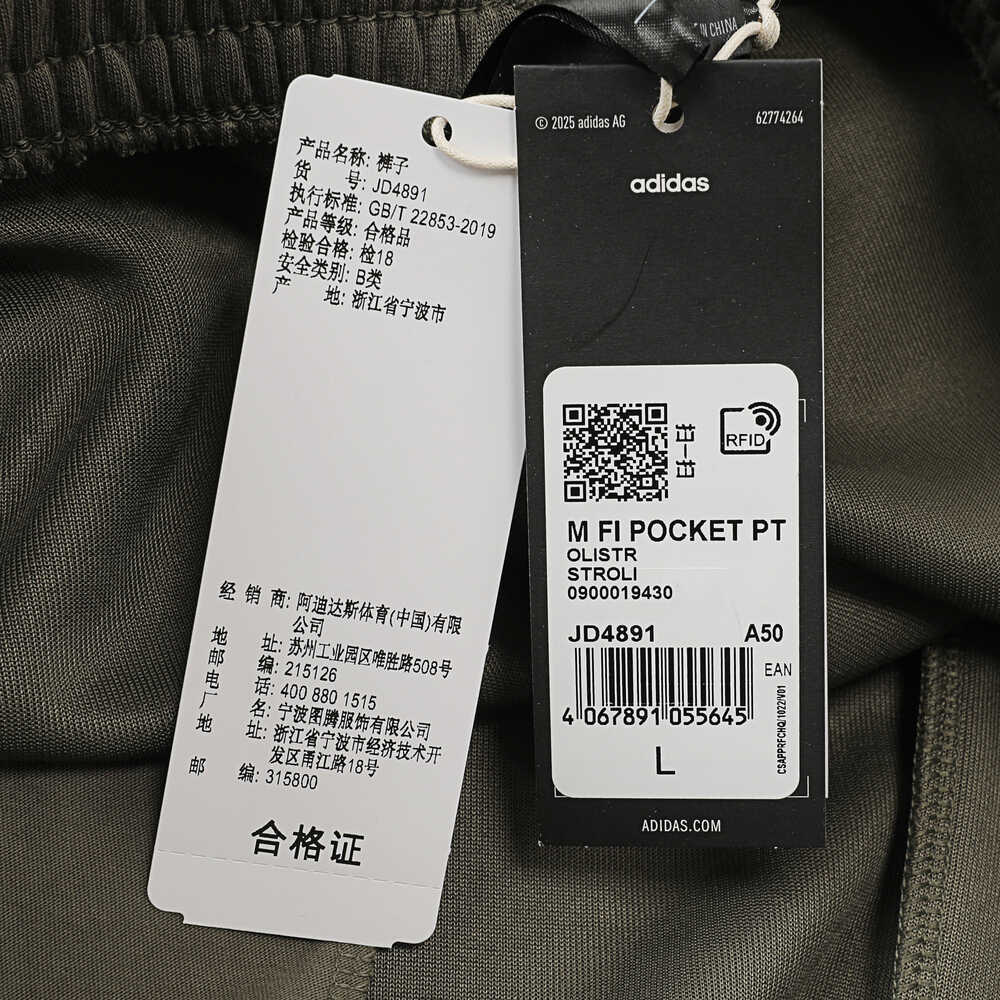 产品名称: 裤子
货 号: JD4891
执行标准: GB/T 22853-2019
产品等级: 合格品
检验合格: 检18
安全类别: B类
产 地: 浙江省宁波市
经 销 商: 阿迪达斯体育(中国)有限
公司
地 址: 苏州工业园区唯胜路508号
邮 编: 215126
电 话: 400 880 1515
厂 名: 宁波图腾服饰有限公司
地 址: 浙江省宁波市经济技术开
发区甬江路18号
邮 编: 315800
合格证
IN CHINA
© 2025 adidas AG
62774264
adidas
扫一扫
RFID
M FI POCKET PT
OLISTR
STROLI
0900019430
JD4891 A50
EAN
4 067891 055645
CSAPPRFCHQ/1022/V01
L
ADIDAS.COM